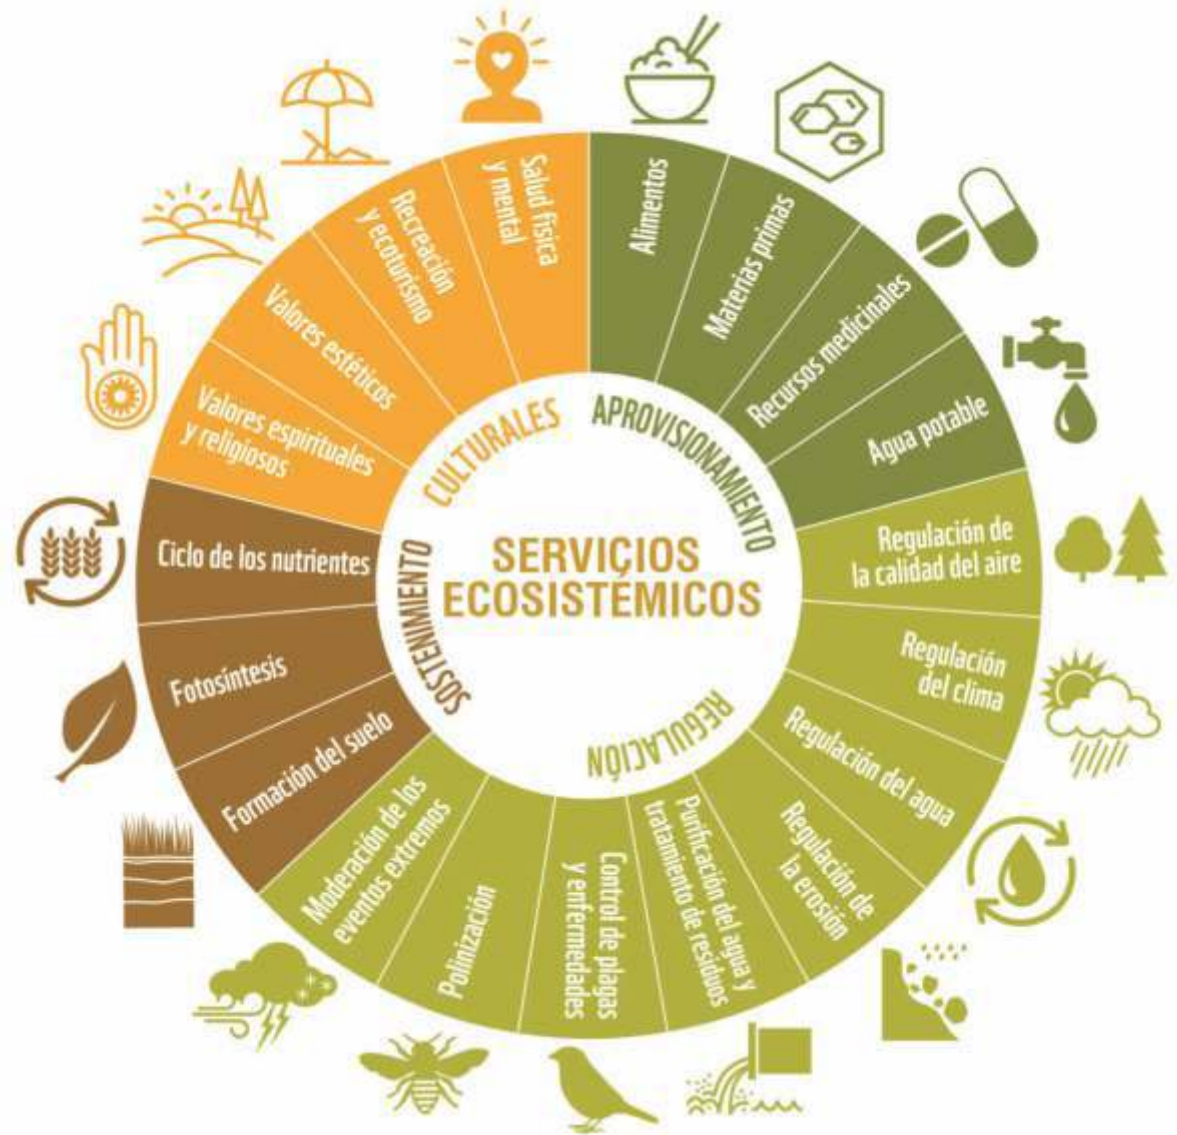 SERVICIOS
ECOSISTÉMICOS
APROVISIONAMIENTO
Alimentos
Materias primas
Recursos medicinales
Agua potable
REGULACIÓN
Regulación de
la calidad del aire
Regulación
del clima
Regulación del agua
Regulación de
la erosión
Purificación del agua y
tratamiento de residuos
Control de plagas
y enfermedades
Polinización
Moderación de los
eventos extremos
SOSTENIMIENTO
Formación del suelo
Fotosíntesis
Ciclo de los nutrientes
CULTURALES
Valores espirituales
y religiosos
Valores estéticos
Recreación
y ecoturismo
Salud física
y mental